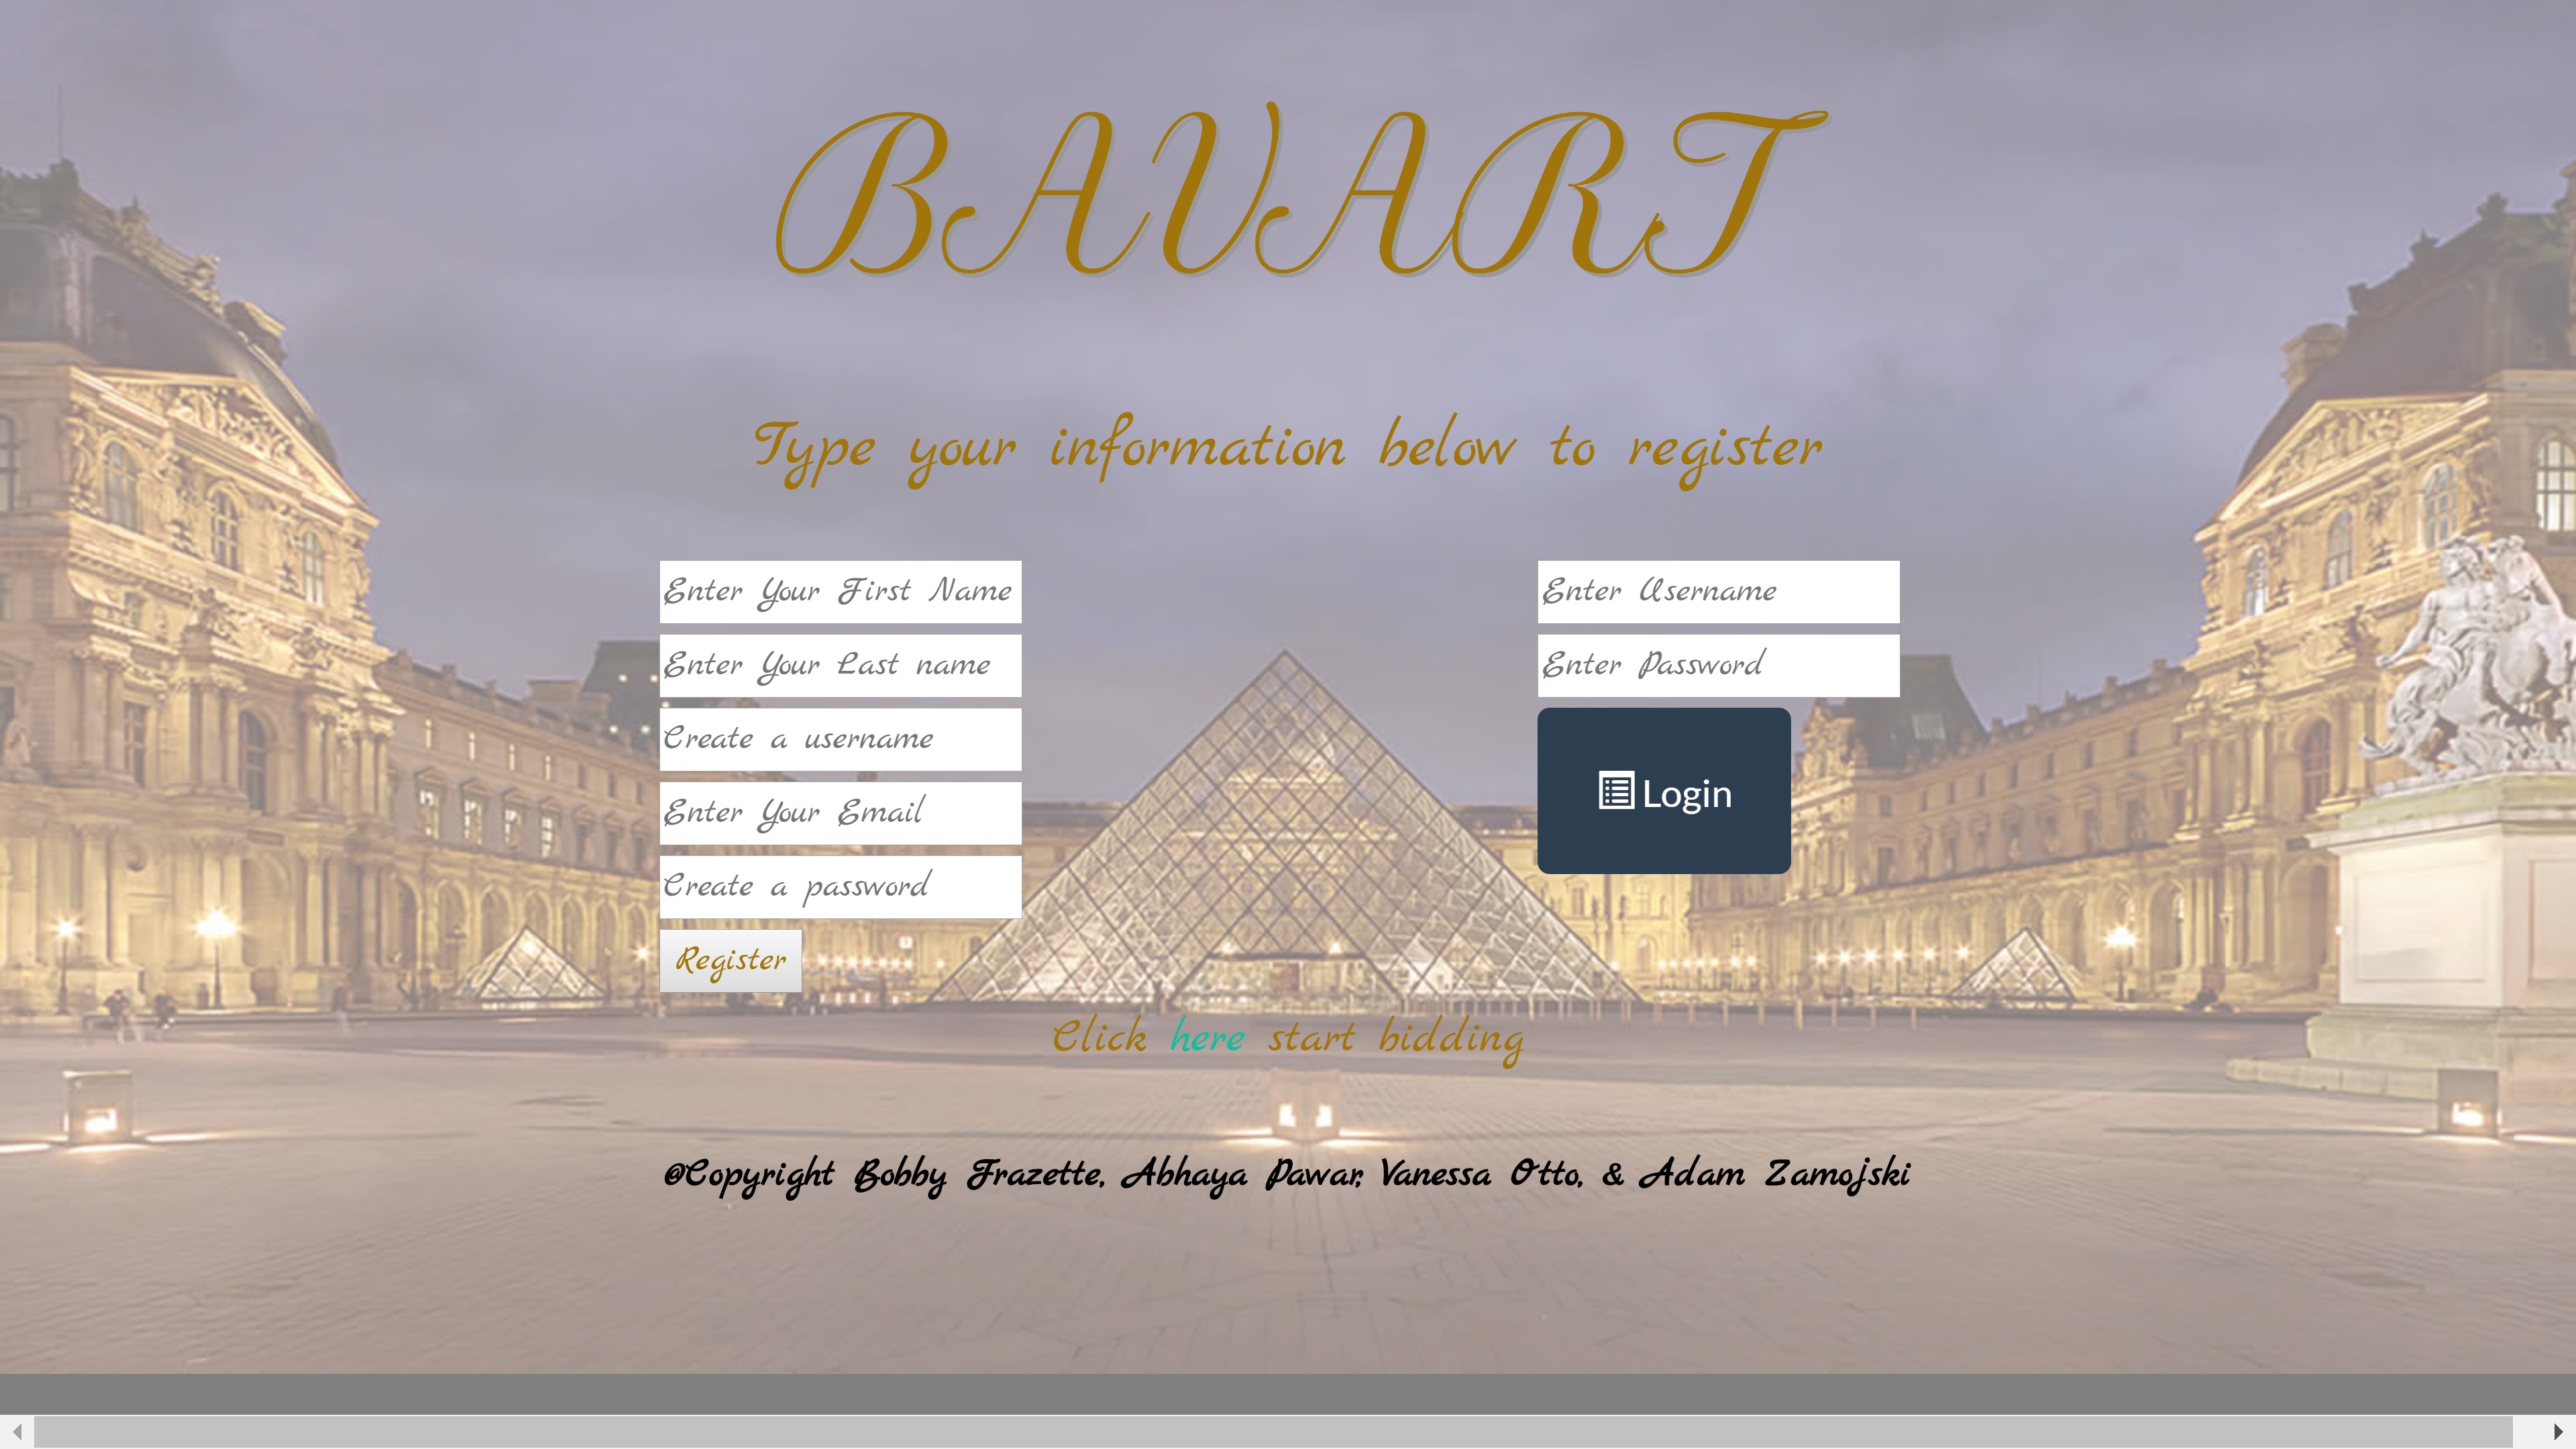 BAVART
Type your information below to register
Enter Your First Name
Enter Your Last name
Create a username
Enter Your Email
Create a password
Register
Enter Username
Enter Password
Login
Click here start bidding
@Copyright Bobby Frazette, Abhaya Pawar, Vanessa Otto, & Adam Zamojski